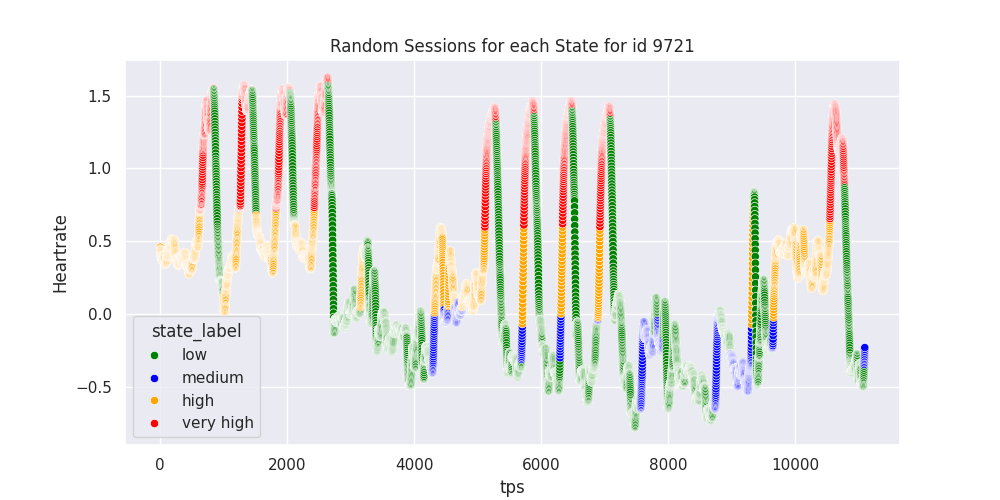 Random Sessions for each State for id 9721
Heartrate
1.5
1.0
0.5
0.0
−0.5
state_label
low
medium
high
very high
0 2000 4000 6000 8000 10000
tps